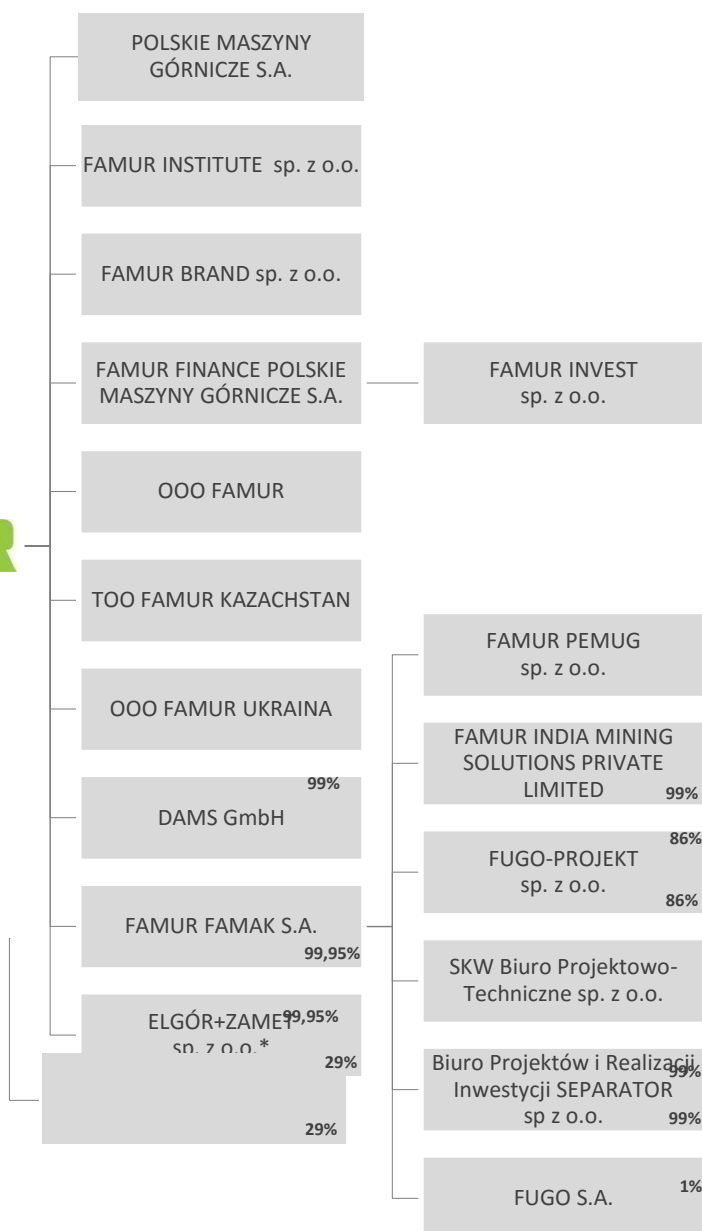 POLSKIE MASZYNY
GÓRNICZE S.A.
FAMUR INSTITUTE sp. z o.o.
FAMUR BRAND sp. z o.o.
FAMUR FINANCE POLSKIE
MASZYNY GÓRNICZE S.A.
FAMUR INVEST
sp. z o.o.
OOO FAMUR
R
TOO FAMUR KAZACHSTAN
OOO FAMUR UKRAINA
99%
DAMS GmbH
FAMUR FAMAK S.A.
99,95%
99,95%
ELGÓR+ZAMET
sp. z o.o.*
29%
29%
FAMUR PEMUG
sp. z o.o.
FAMUR INDIA MINING
SOLUTIONS PRIVATE
LIMITED
99%
86%
FUGO-PROJEKT
sp. z o.o.
86%
SKW Biuro Projektowo-
Techniczne sp. z o.o.
Biuro Projektów i Realizacji
99%
Inwestycji SEPARATOR
sp z o.o.
99%
1%
FUGO S.A.